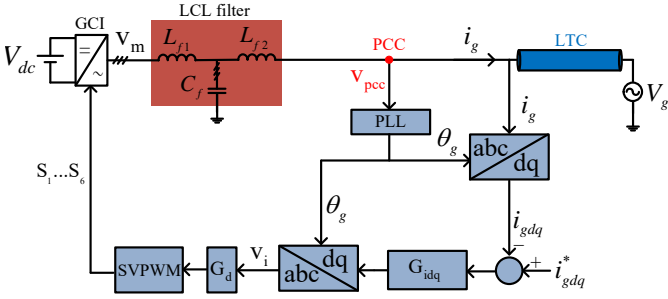 GCI
LCL filter
V_dc
=
~
v_m
L_f1
L_f2
C_f
PCC
v_pcc
i_g
LTC
V_g
PLL
i_g
θ_g
abc
dq
S_1...S_6
θ_g
i_gdq
−
+
i*_gdq
SVPWM
G_d
v_i
dq
abc
G_idq